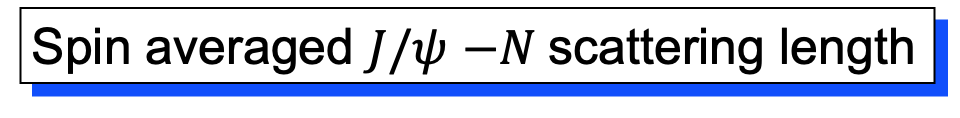 Spin averaged J/ψ −N scattering length